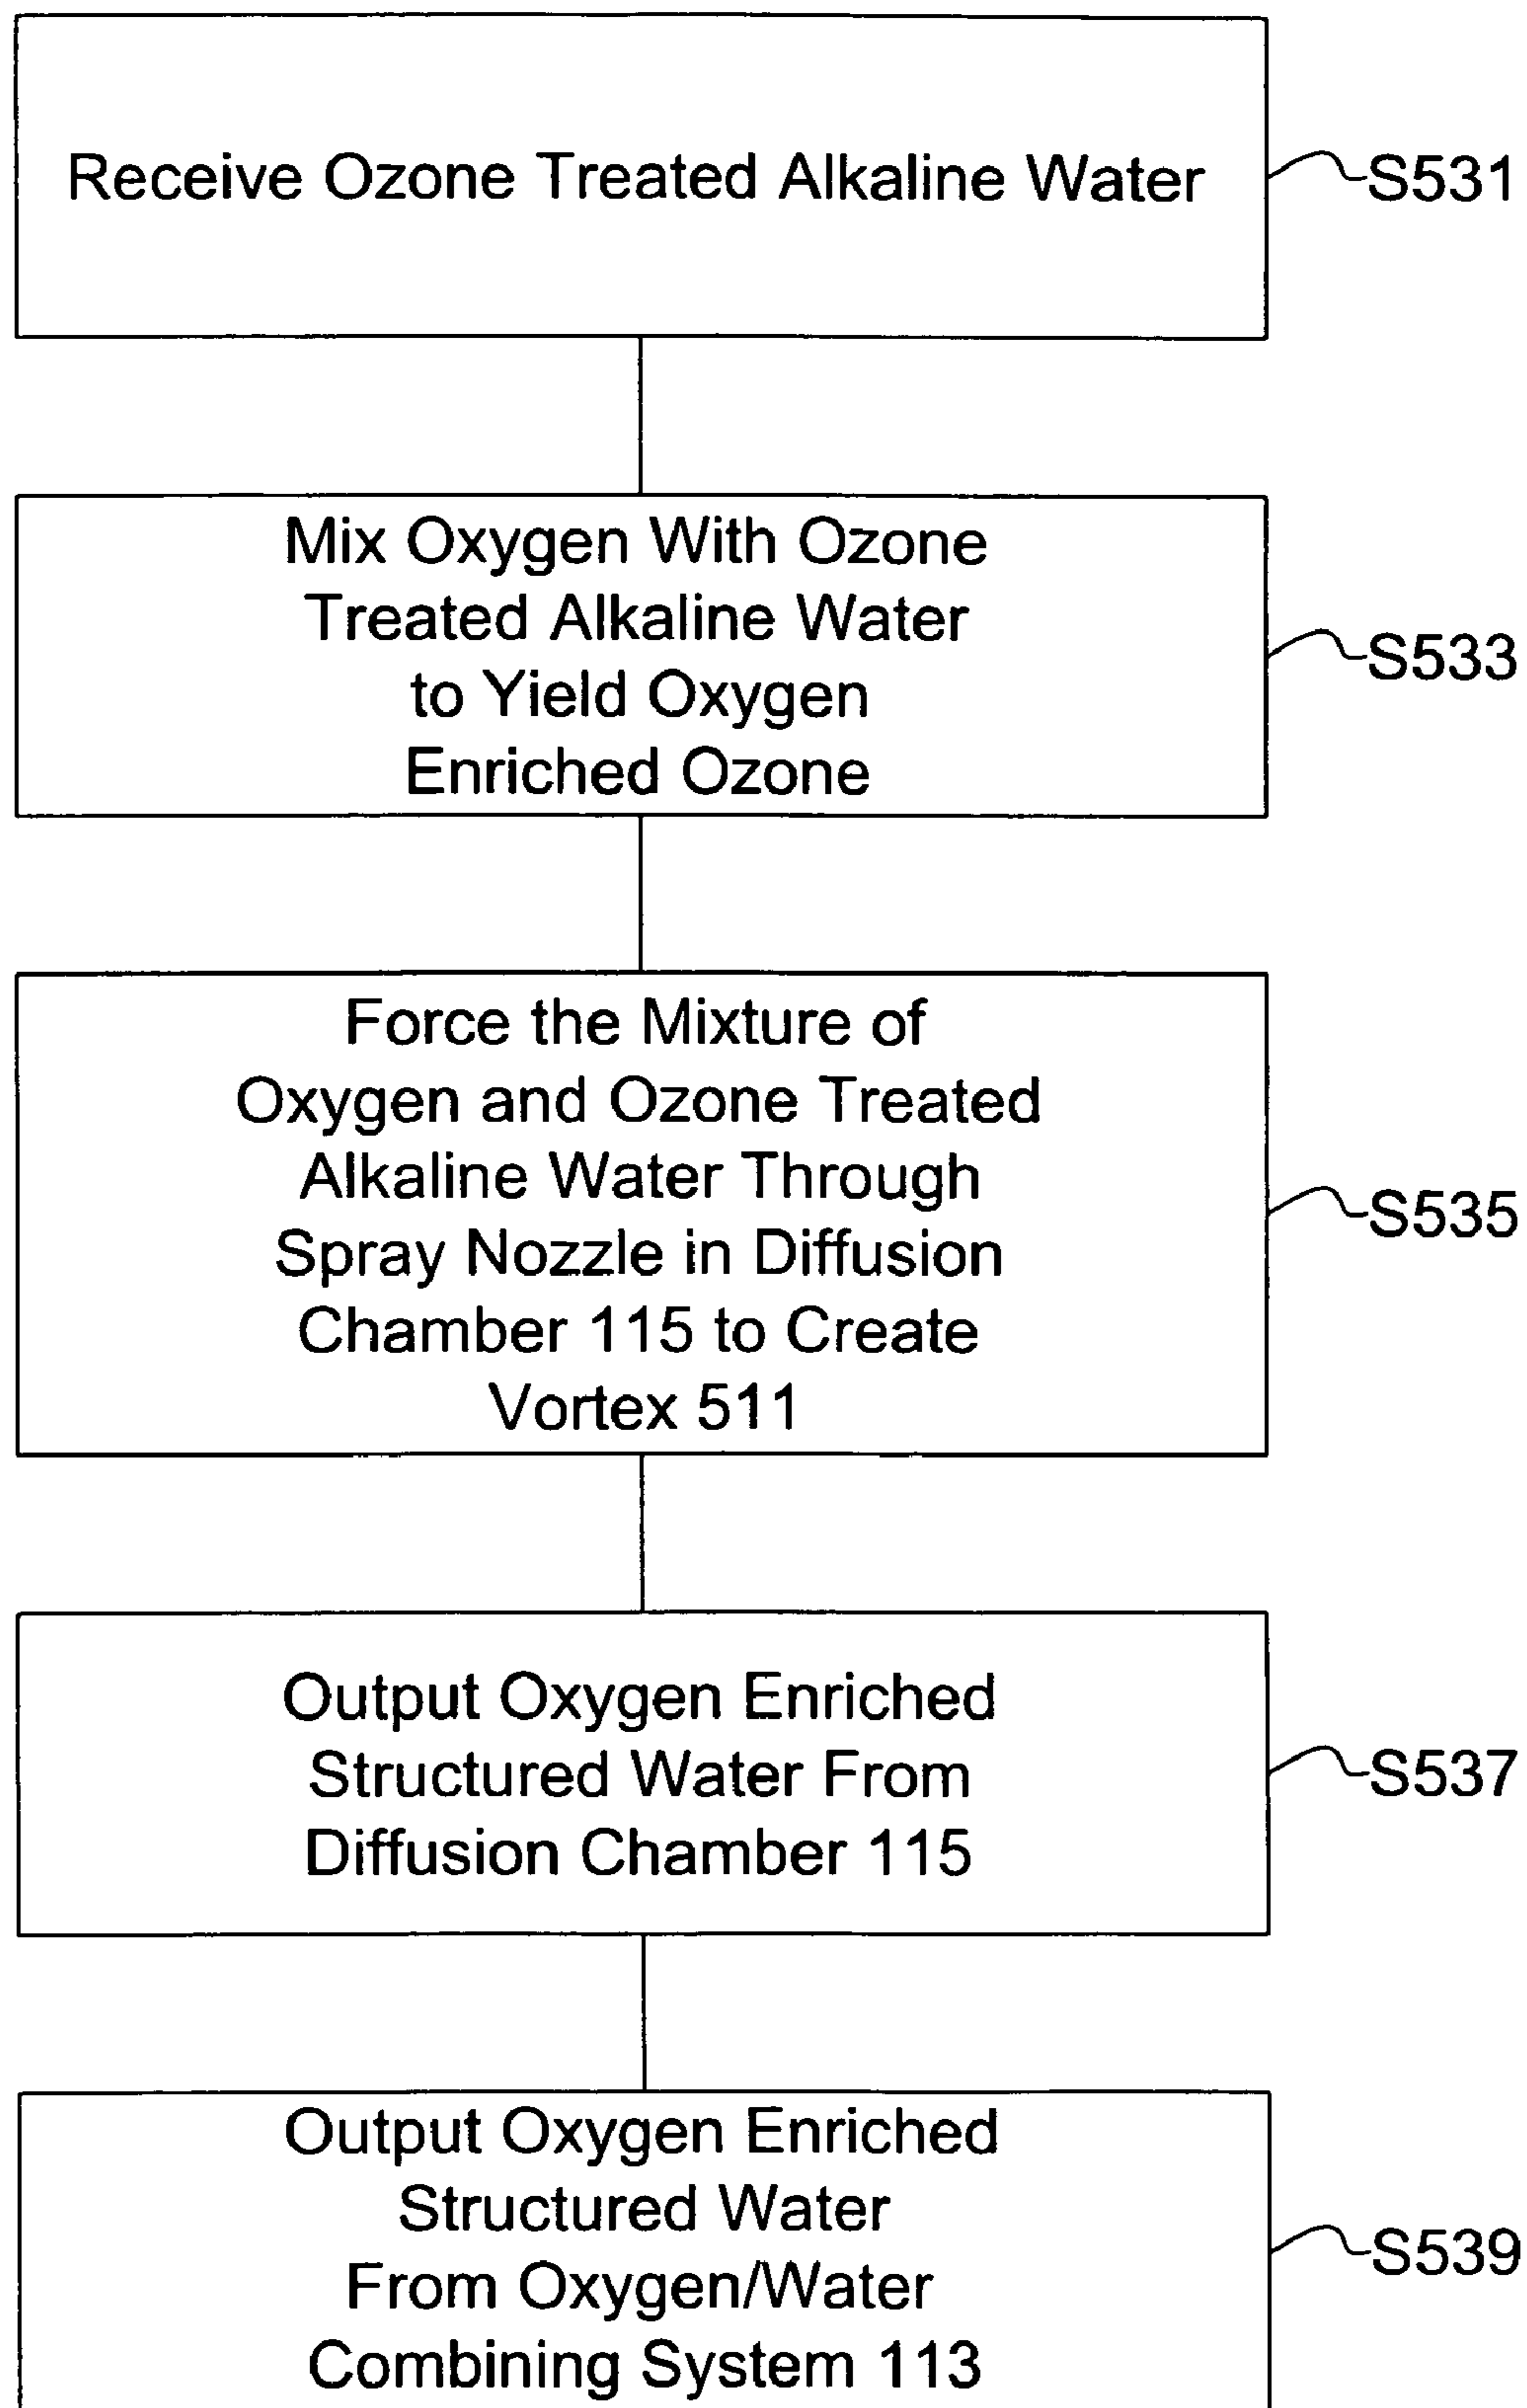 Receive Ozone Treated Alkaline Water
S531
Mix Oxygen With Ozone
Treated Alkaline Water
to Yield Oxygen
Enriched Ozone
S533
Force the Mixture of
Oxygen and Ozone Treated
Alkaline Water Through
Spray Nozzle in Diffusion
Chamber 115 to Create
Vortex 511
S535
Output Oxygen Enriched
Structured Water From
Diffusion Chamber 115
S537
Output Oxygen Enriched
Structured Water
From Oxygen/Water
Combining System 113
S539